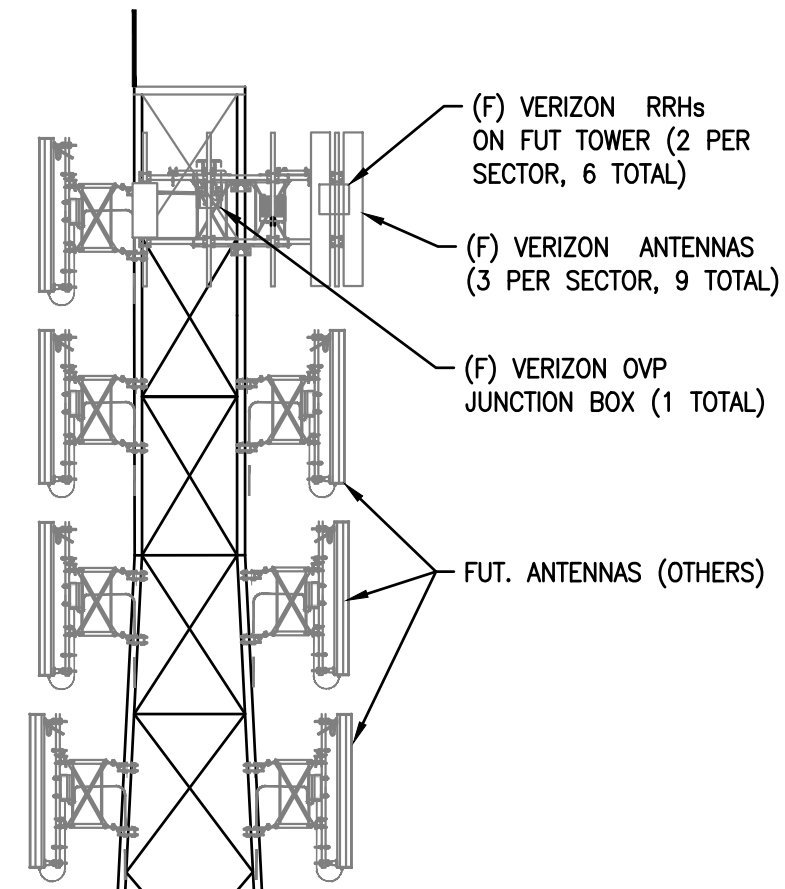 (F) VERIZON RRHs
ON FUT TOWER (2 PER
SECTOR, 6 TOTAL)
(F) VERIZON ANTENNAS
(3 PER SECTOR, 9 TOTAL)
(F) VERIZON OVP
JUNCTION BOX (1 TOTAL)
FUT. ANTENNAS (OTHERS)